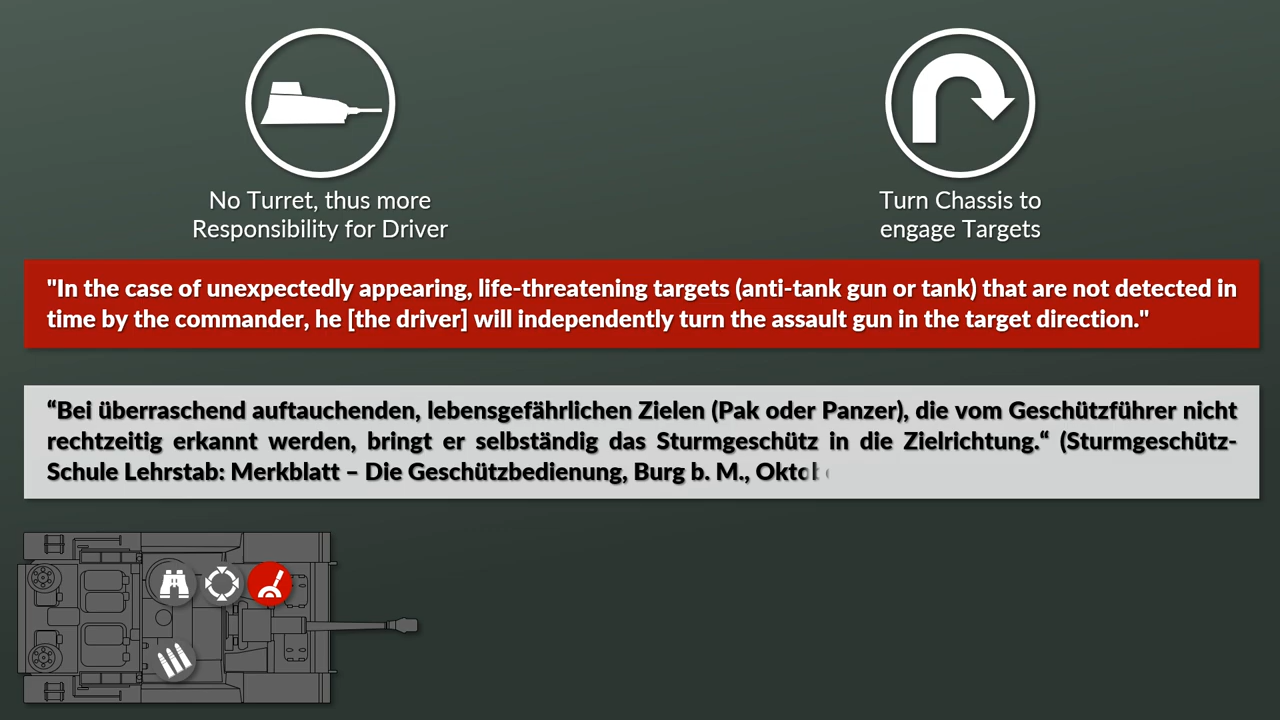 No Turret, thus more
Responsibility for Driver
Turn Chassis to
engage Targets
"In the case of unexpectedly appearing, life-threatening targets (anti-tank gun or tank) that are not detected in
time by the commander, he [the driver] will independently turn the assault gun in the target direction."
“Bei überraschend auftauchenden, lebensgefährlichen Zielen (Pak oder Panzer), die vom Geschützführer nicht
rechtzeitig erkannt werden, bringt er selbständig das Sturmgeschütz in die Zielrichtung.“ (Sturmgeschütz-
Schule Lehrstab: Merkblatt – Die Geschützbedienung, Burg b. M.,